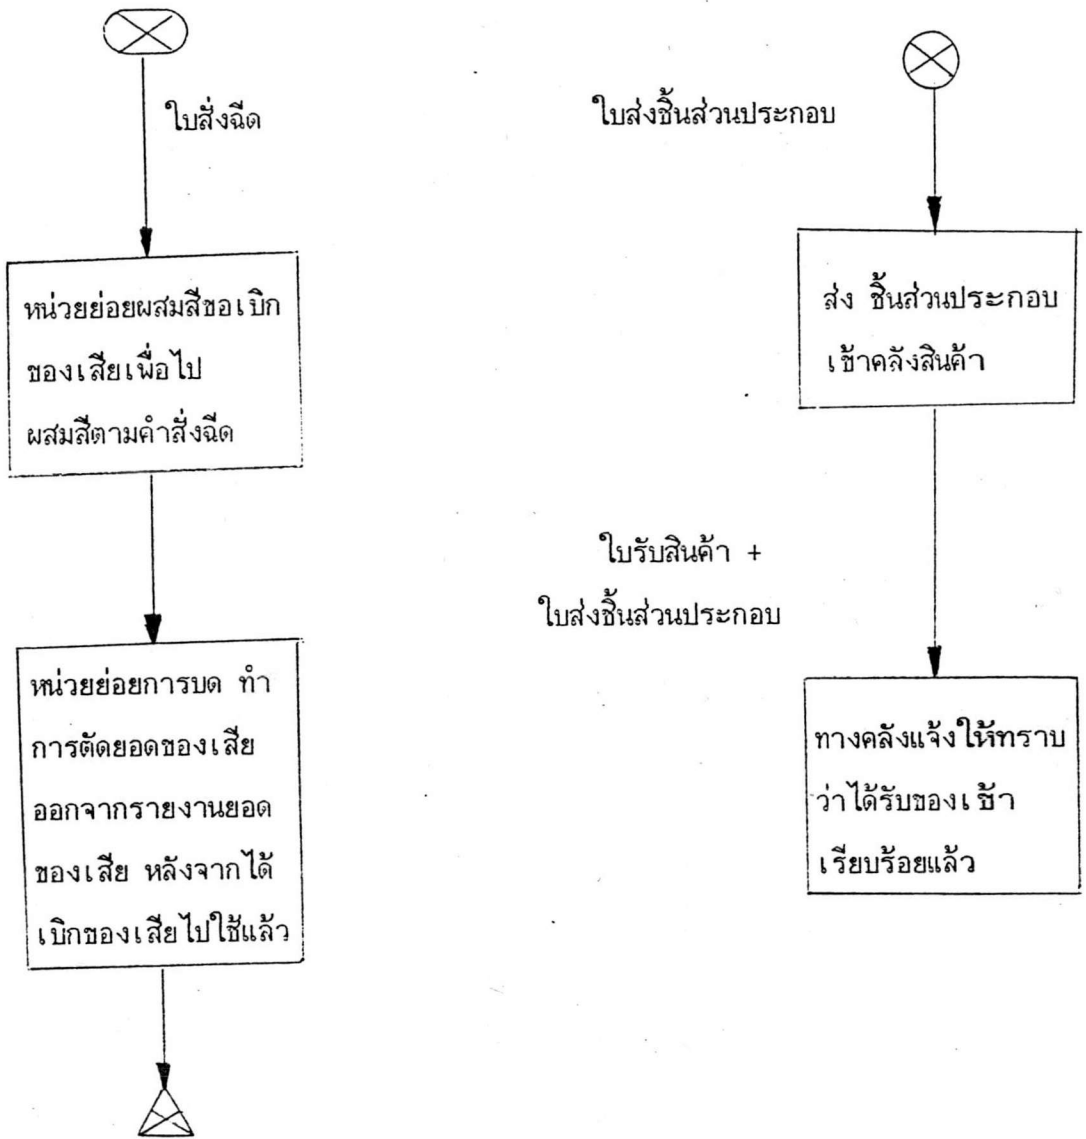 ใบสั่งฉีด
หน่วยย่อยผสมสีขอเบิก
ของเสียเพื่อไป
ผสมสีตามคำสั่งฉีด
หน่วยย่อยการบด ทำ
การตัดยอดของเสีย
ออกจากรายงานยอด
ของเสีย หลังจากได้
เบิกของเสียไปใช้แล้ว
ใบส่งชิ้นส่วนประกอบ
ส่ง ชิ้นส่วนประกอบ
เข้าคลังสินค้า
ใบรับสินค้า +
ใบส่งชิ้นส่วนประกอบ
ทางคลังแจ้งให้ทราบ
ว่าได้รับของเข้า
เรียบร้อยแล้ว